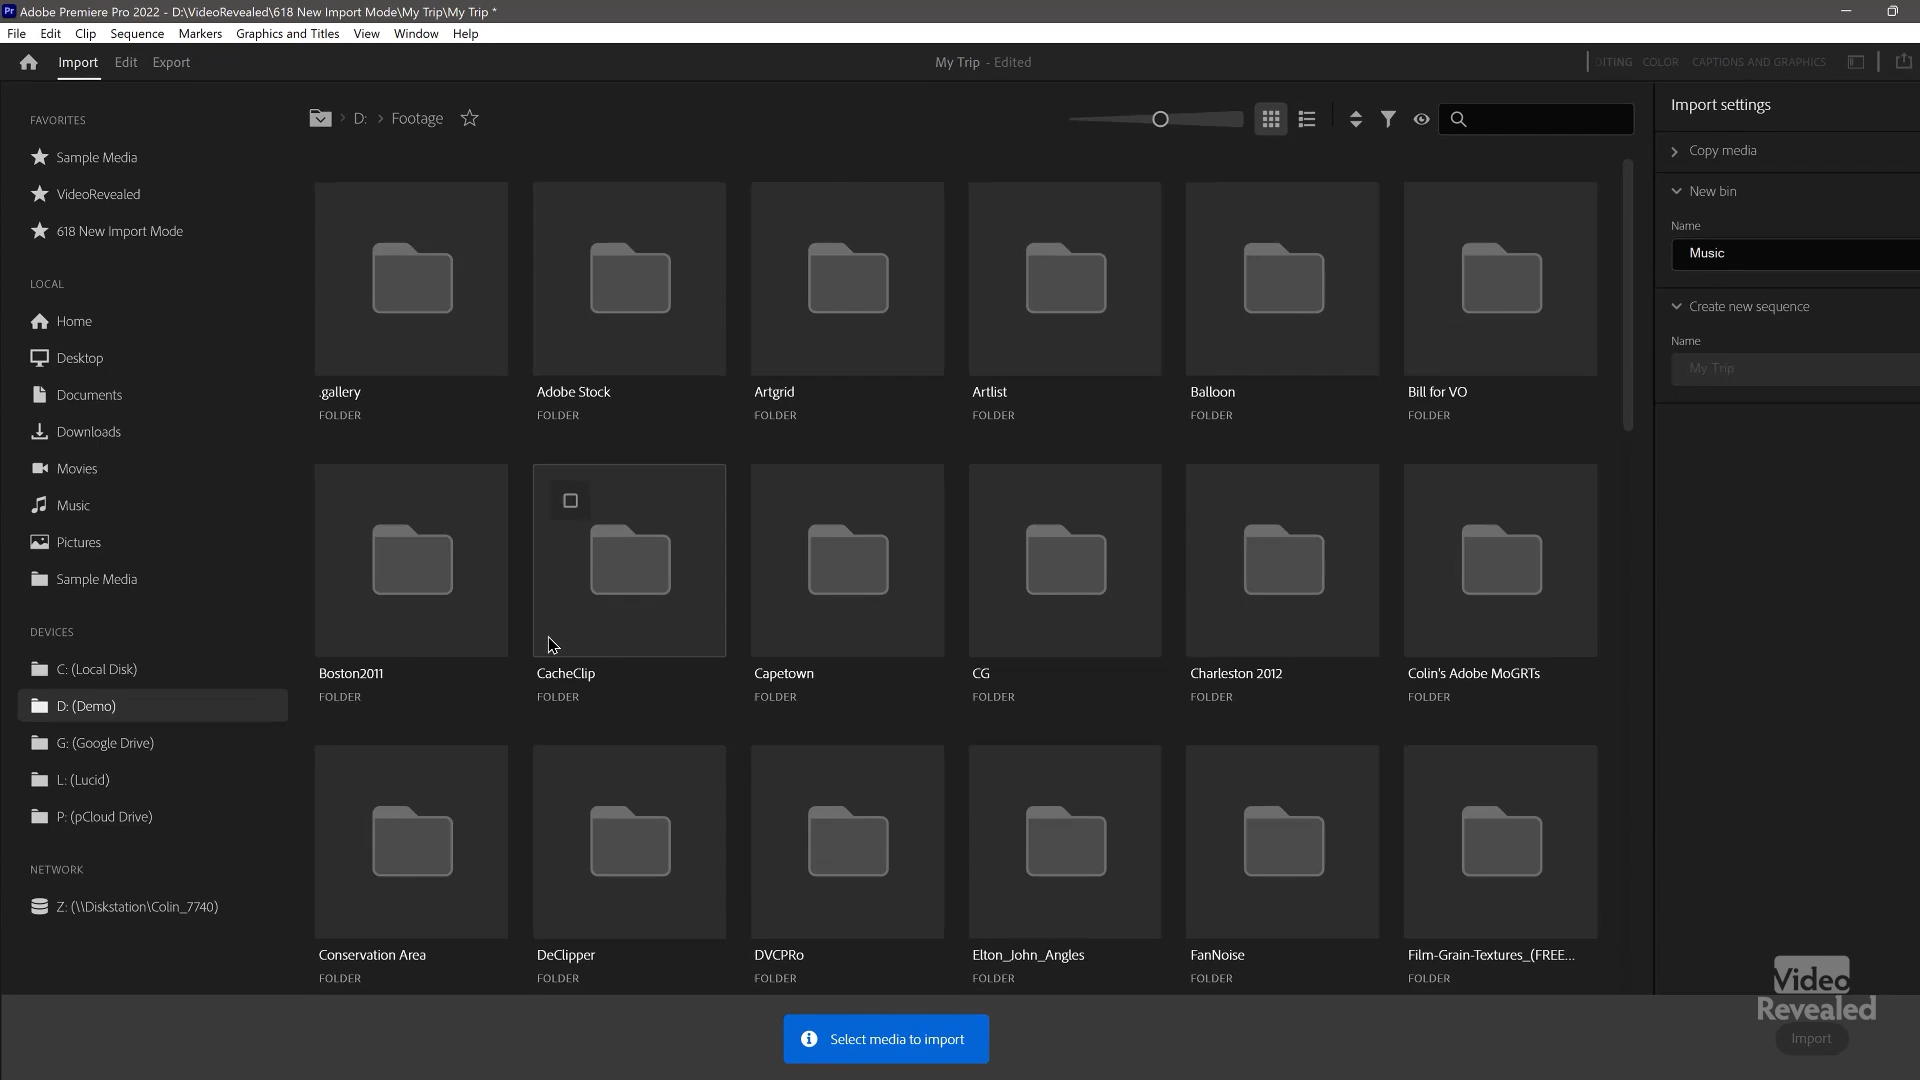 Adobe Premiere Pro 2022 - D:\VideoRevealed\618 New Import Mode\My Trip\My Trip *
File Edit Clip Sequence Markers Graphics and Titles View Window Help
Import Edit Export
My Trip - Edited
DITING COLOR CAPTIONS AND GRAPHICS
FAVORITES
Sample Media
VideoRevealed
618 New Import Mode
LOCAL
Home
Desktop
Documents
Downloads
Movies
Music
Pictures
Sample Media
DEVICES
C: (Local Disk)
D: (Demo)
G: (Google Drive)
L: (Lucid)
P: (pCloud Drive)
NETWORK
Z: (\\Diskstation\Colin_7740)
D: > Footage
.gallery
FOLDER
Adobe Stock
FOLDER
Artgrid
FOLDER
Artlist
FOLDER
Balloon
FOLDER
Bill for VO
FOLDER
Boston2011
FOLDER
CacheClip
FOLDER
Capetown
FOLDER
CG
FOLDER
Charleston 2012
FOLDER
Colin's Adobe MoGRTs
FOLDER
Conservation Area
FOLDER
DeClipper
FOLDER
DVCPRo
FOLDER
Elton_John_Angles
FOLDER
FanNoise
FOLDER
Film-Grain-Textures_(FREE...
FOLDER
Import settings
Copy media
New bin
Name
Music
Create new sequence
Name
My Trip
Select media to import
Video
Revealed
Import